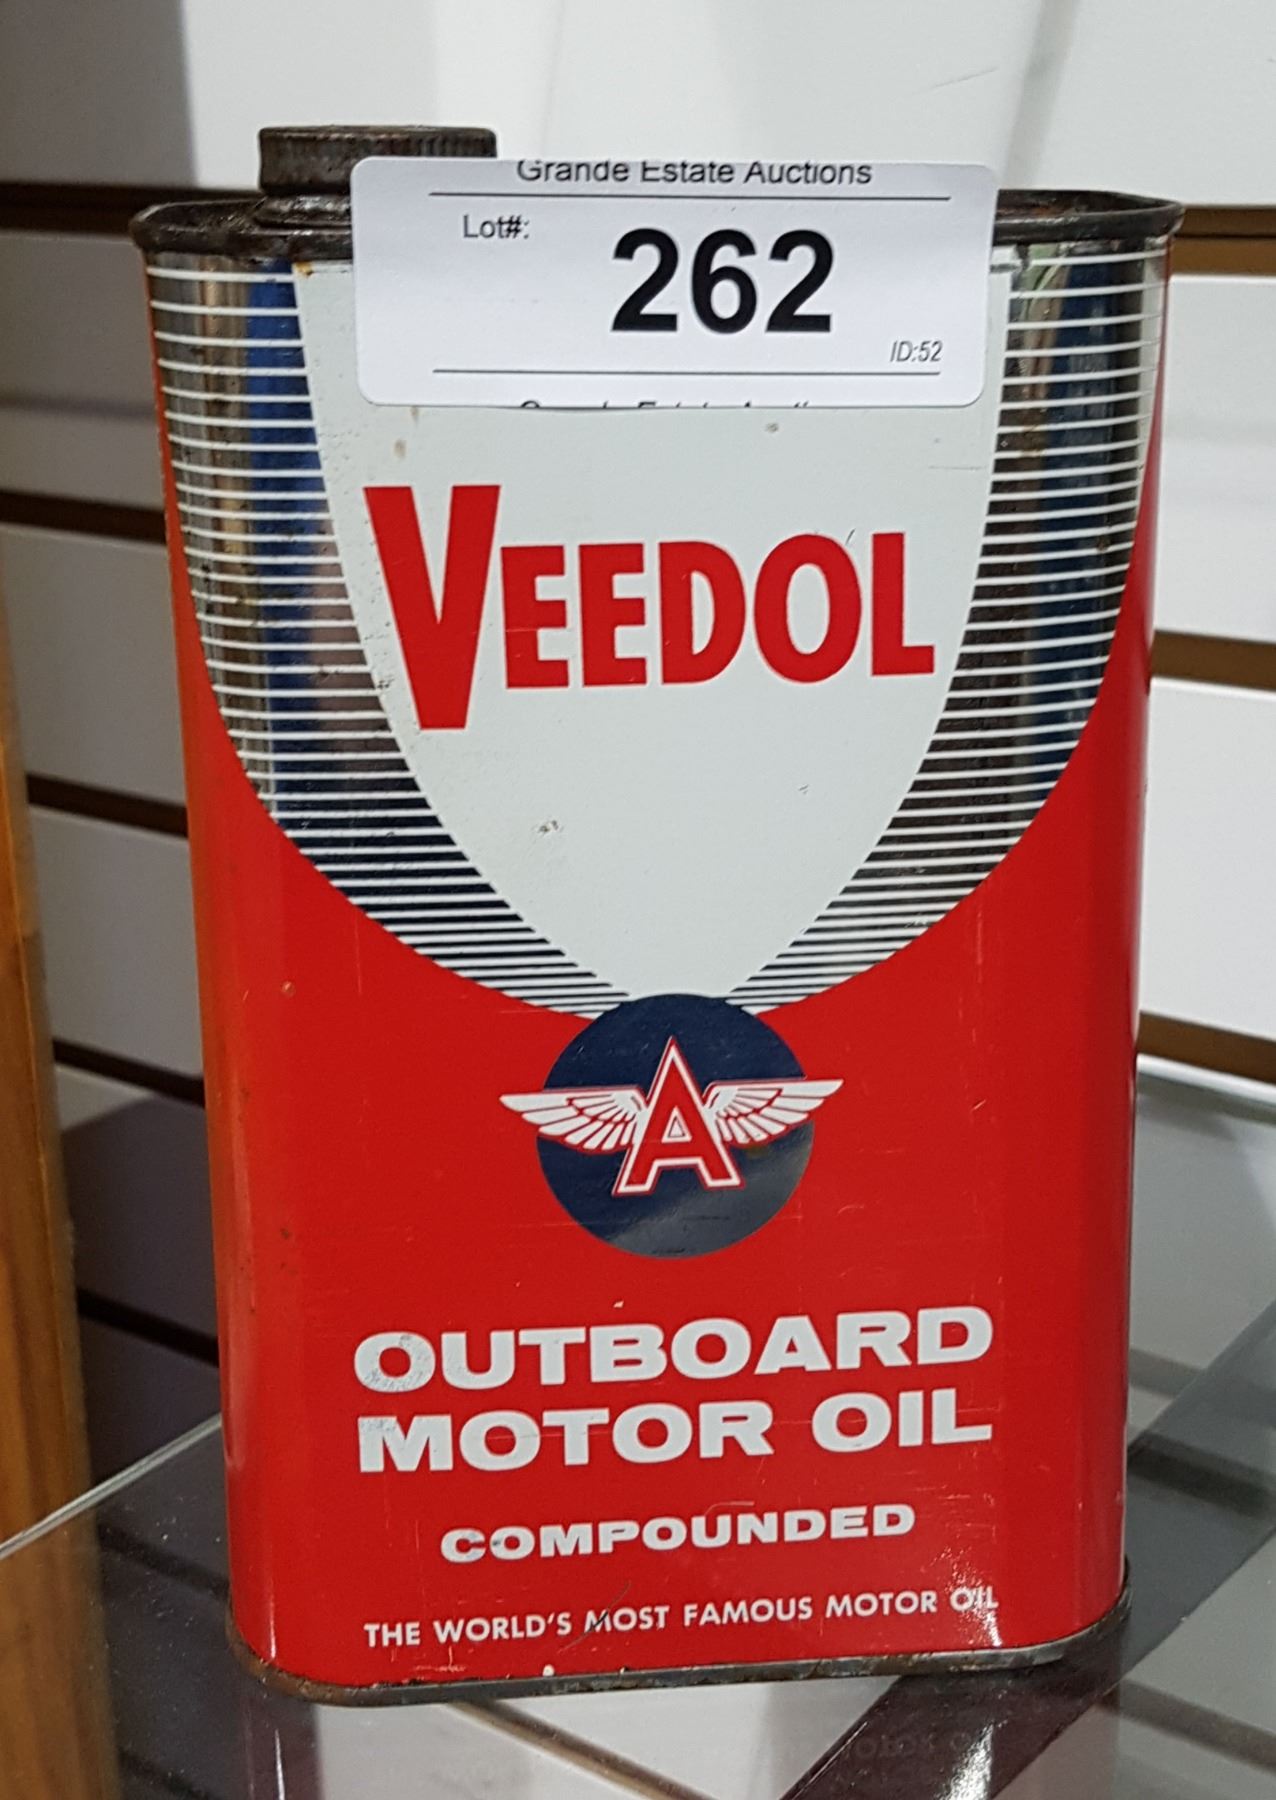 Grande Estate Auctions
Lot#:
262
ID:52
VEEDOL
A
OUTBOARD
MOTOR OIL
COMPOUNDED
THE WORLD'S MOST FAMOUS MOTOR OIL